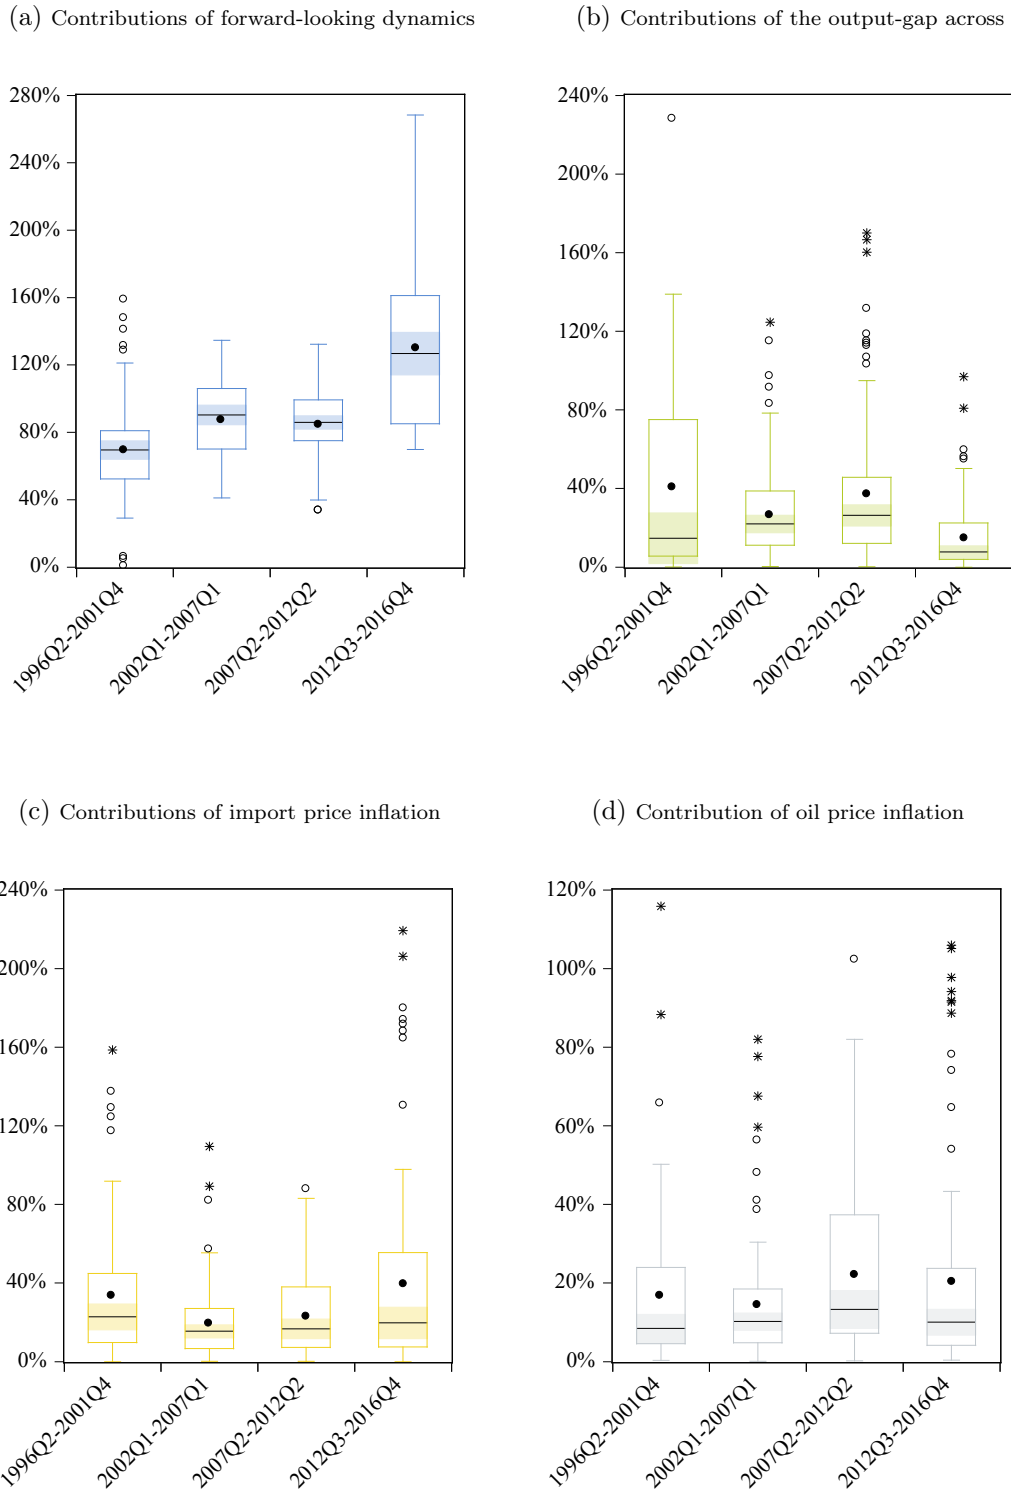 (a) Contributions of forward-looking dynamics
280%
240%
200%
160%
120%
80%
40%
0%
1996Q2-2001Q4
2002Q1-2007Q1
2007Q2-2012Q2
2012Q3-2016Q4
(b) Contributions of the output-gap across
240%
200%
160%
120%
80%
40%
0%
1996Q2-2001Q4
2002Q1-2007Q1
2007Q2-2012Q2
2012Q3-2016Q4
(c) Contributions of import price inflation
240%
200%
160%
120%
80%
40%
0%
1996Q2-2001Q4
2002Q1-2007Q1
2007Q2-2012Q2
2012Q3-2016Q4
(d) Contribution of oil price inflation
120%
100%
80%
60%
40%
20%
0%
1996Q2-2001Q4
2002Q1-2007Q1
2007Q2-2012Q2
2012Q3-2016Q4